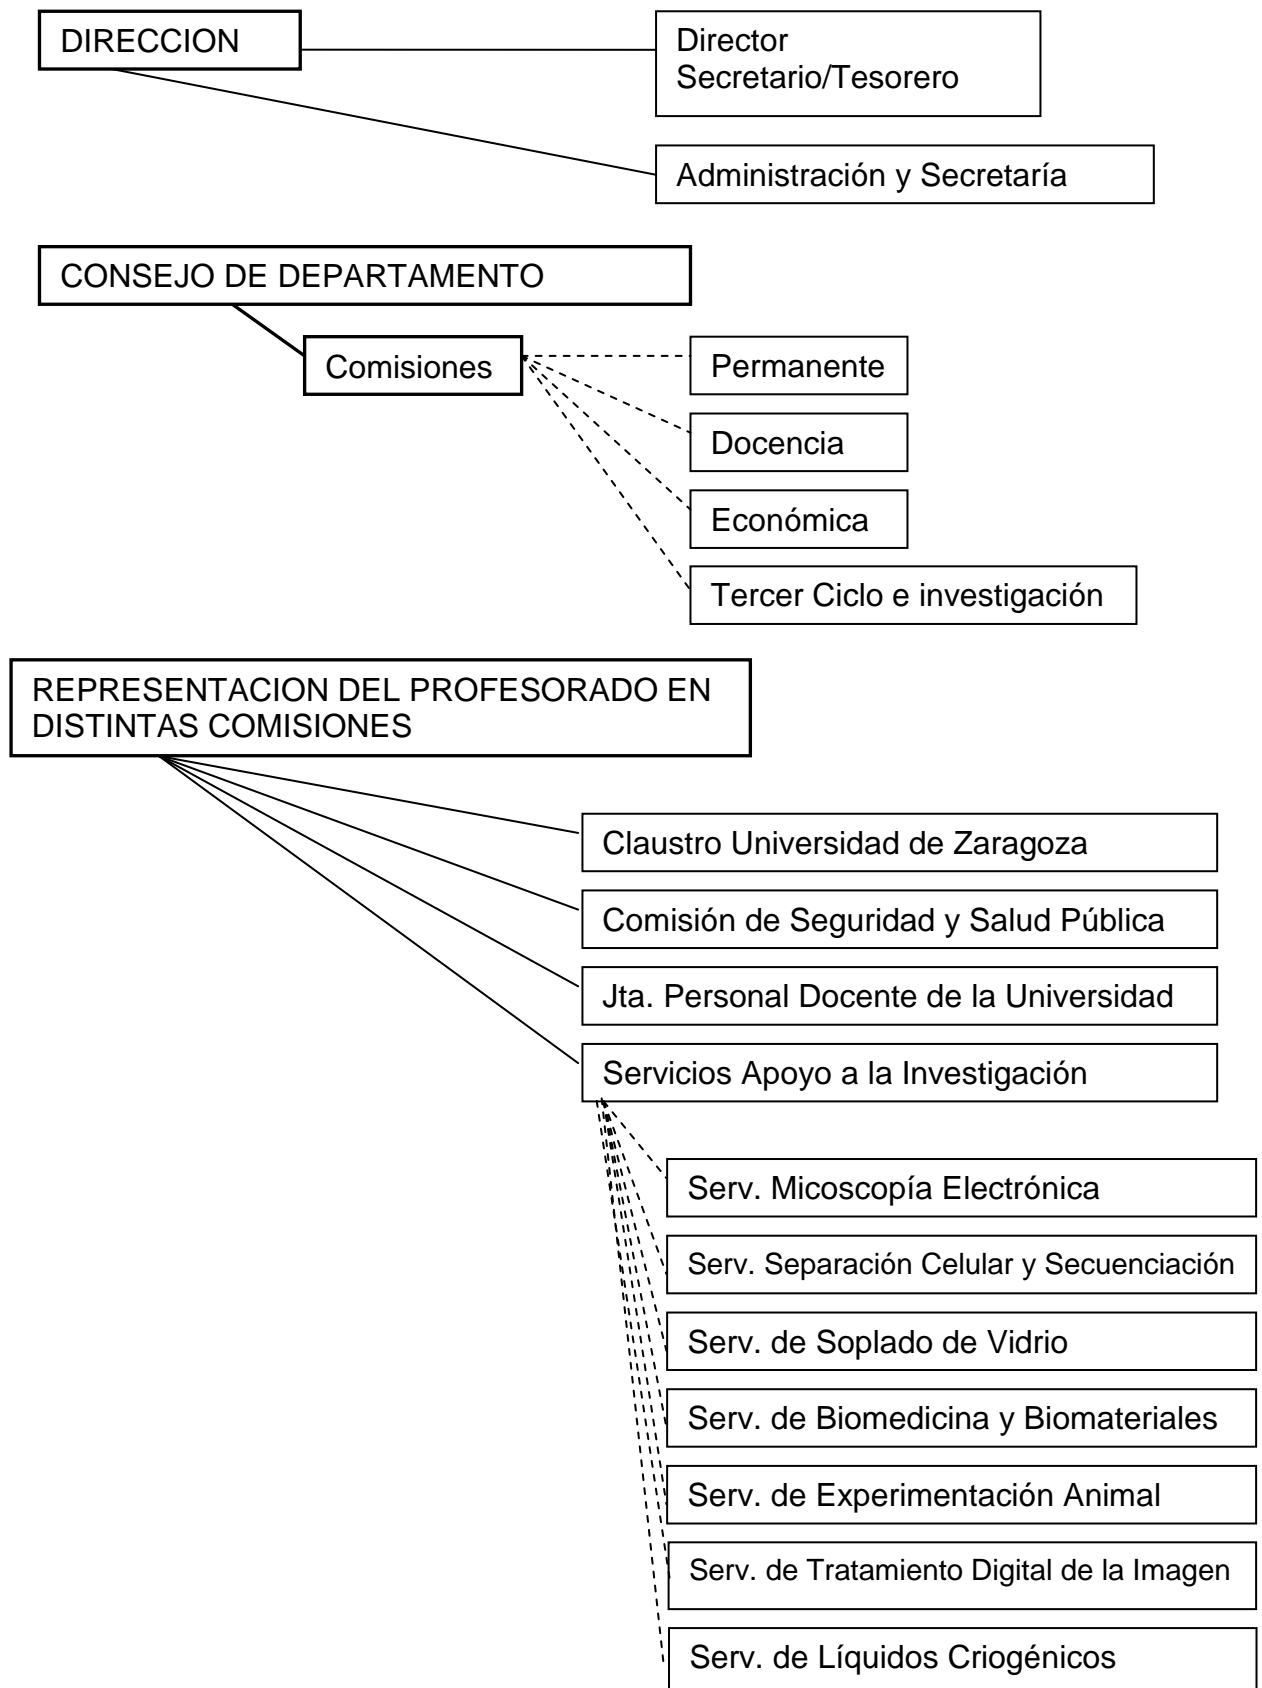 DIRECCION
Director
Secretario/Tesorero
Administración y Secretaría
CONSEJO DE DEPARTAMENTO
Comisiones
Permanente
Docencia
Económica
Tercer Ciclo e investigación
REPRESENTACION DEL PROFESORADO EN
DISTINTAS COMISIONES
Claustro Universidad de Zaragoza
Comisión de Seguridad y Salud Pública
Jta. Personal Docente de la Universidad
Servicios Apoyo a la Investigación
Serv. Micoscopía Electrónica
Serv. Separación Celular y Secuenciación
Serv. de Soplado de Vidrio
Serv. de Biomedicina y Biomateriales
Serv. de Experimentación Animal
Serv. de Tratamiento Digital de la Imagen
Serv. de Líquidos Criogénicos